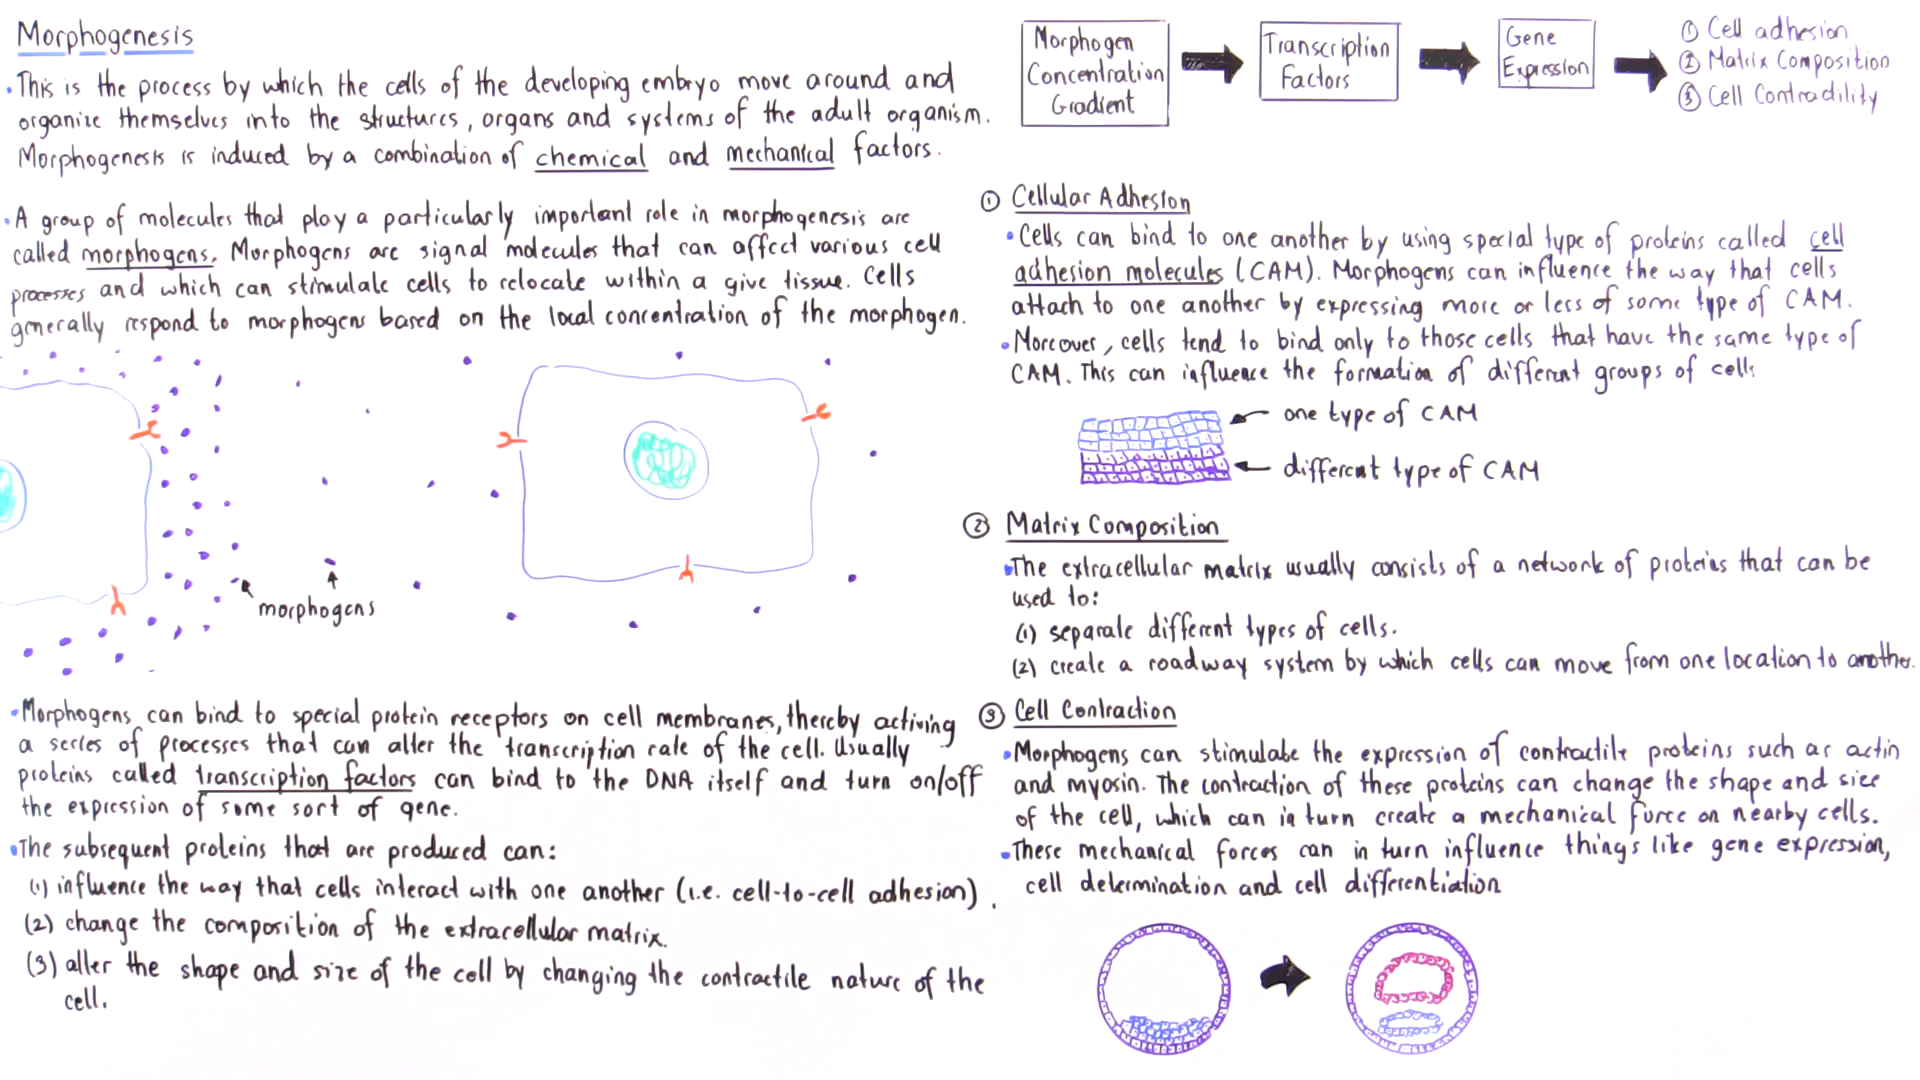 Morphogenesis
• This is the process by which the cells of the developing embryo move around and
organize themselves into the structures, organs and systems of the adult organism.
Morphogenesis is induced by a combination of chemical and mechanical factors.
• A group of molecules that play a particularly important role in morphogenesis are
called morphogens. Morphogens are signal molecules that can affect various cell
processes and which can stimulate cells to relocate within a give tissue. Cells
generally respond to morphogens based on the local concentration of the morphogen.
morphogens
• Morphogens can bind to special protein receptors on cell membranes, thereby activing
a series of processes that can alter the transcription rate of the cell. Usually
proteins called transcription factors can bind to the DNA itself and turn on/off
the expression of some sort of gene.
• The subsequent proteins that are produced can:
(1) influence the way that cells interact with one another (i.e. cell-to-cell adhesion).
(2) change the composition of the extracellular matrix.
(3) alter the shape and size of the cell by changing the contractile nature of the
cell.
Morphogen
Concentration
Gradient
Transcription
Factors
Gene
Expression
① Cell adhesion
② Matrix Composition
③ Cell Contradility
① Cellular Adhesion
• Cells can bind to one another by using special type of proteins called cell
adhesion molecules (CAM). Morphogens can influence the way that cells
attach to one another by expressing more or less of some type of CAM.
• Moreover, cells tend to bind only to those cells that have the same type of
CAM. This can influence the formation of different groups of cells
one type of CAM
different type of CAM
② Matrix Composition
• The extracellular matrix usually consists of a network of proteins that can be
used to:
(1) separate different types of cells.
(2) create a roadway system by which cells can move from one location to another.
③ Cell Contraction
• Morphogens can stimulate the expression of contractile proteins such as actin
and myosin. The contraction of these proteins can change the shape and size
of the cell, which can in turn create a mechanical force on nearby cells.
• These mechanical forces can in turn influence things like gene expression,
cell determination and cell differentiation